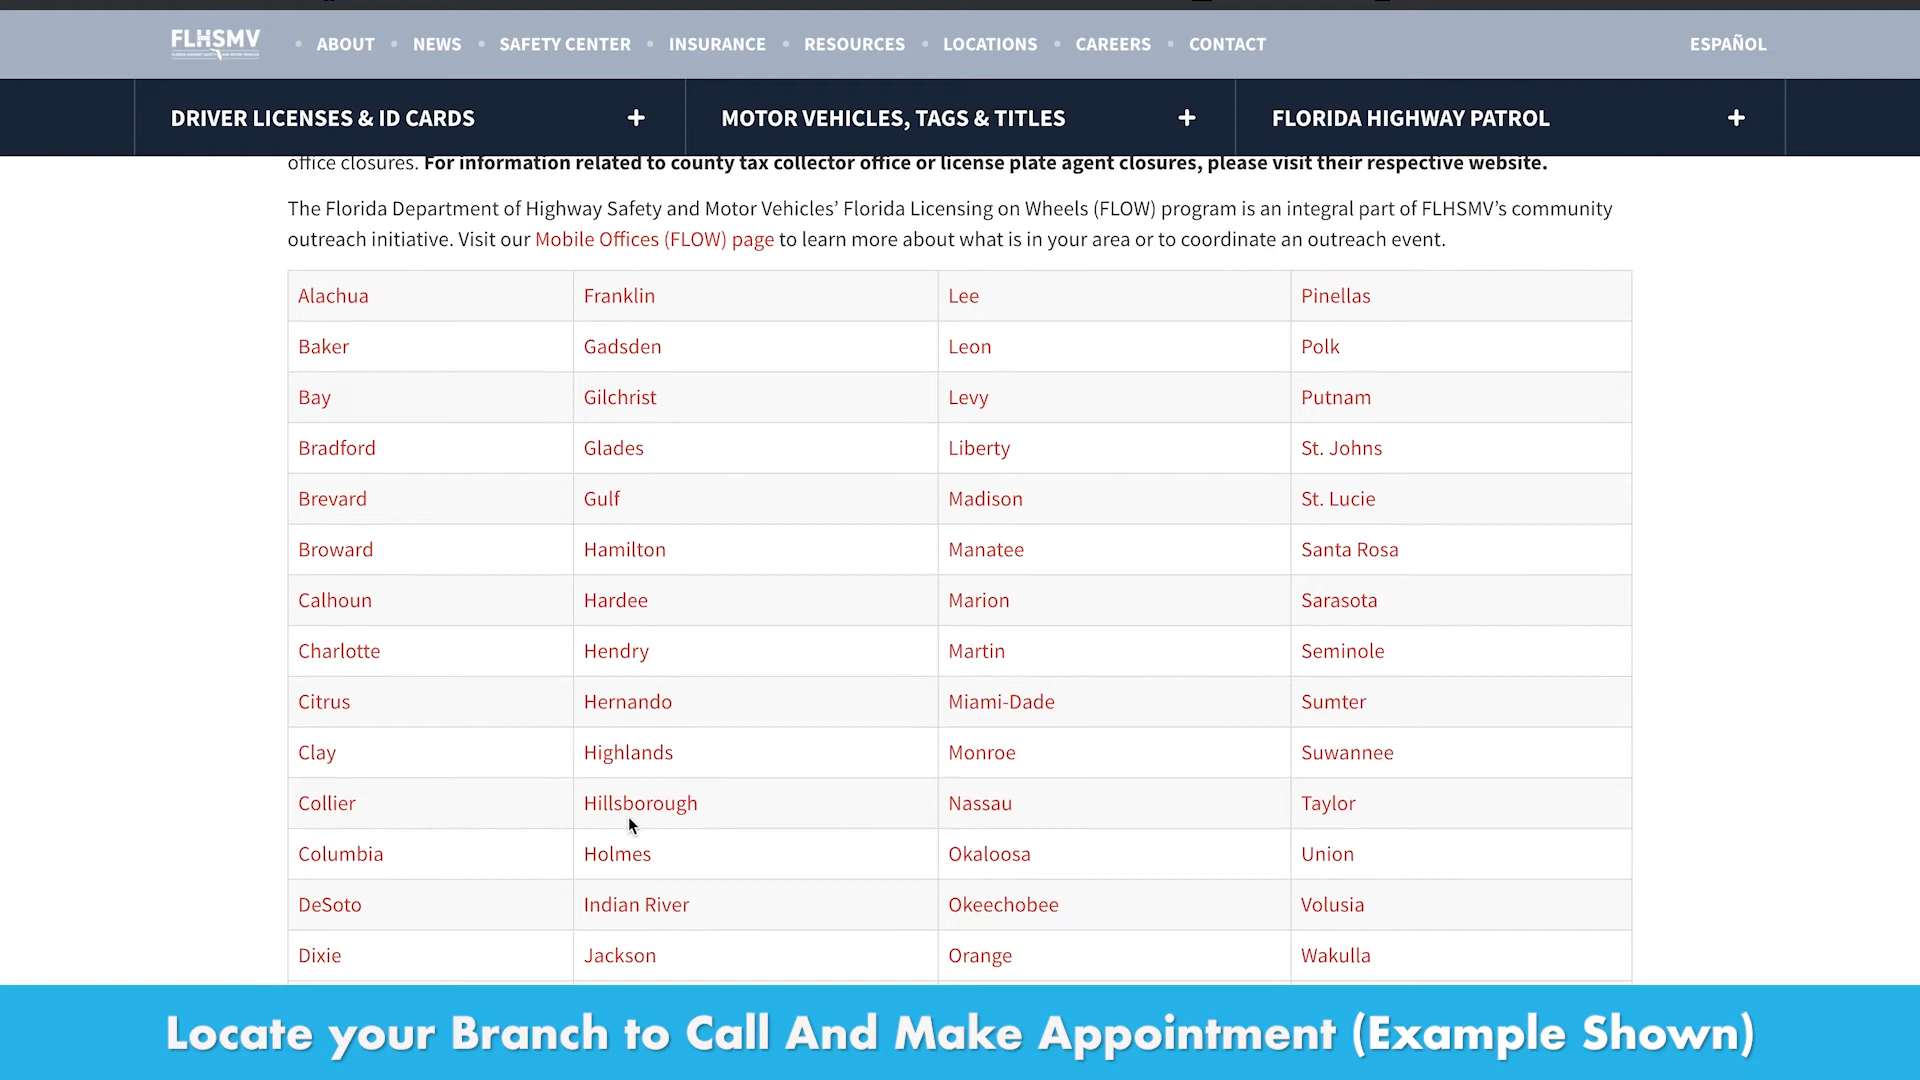 FLHSMV
ABOUT NEWS SAFETY CENTER INSURANCE RESOURCES LOCATIONS CAREERS CONTACT ESPAÑOL
DRIVER LICENSES & ID CARDS + MOTOR VEHICLES, TAGS & TITLES + FLORIDA HIGHWAY PATROL +
office closures. For information related to county tax collector office or license plate agent closures, please visit their respective website.
The Florida Department of Highway Safety and Motor Vehicles’ Florida Licensing on Wheels (FLOW) program is an integral part of FLHSMV’s community
outreach initiative. Visit our Mobile Offices (FLOW) page to learn more about what is in your area or to coordinate an outreach event.
Alachua Franklin Lee Pinellas
Baker Gadsden Leon Polk
Bay Gilchrist Levy Putnam
Bradford Glades Liberty St. Johns
Brevard Gulf Madison St. Lucie
Broward Hamilton Manatee Santa Rosa
Calhoun Hardee Marion Sarasota
Charlotte Hendry Martin Seminole
Citrus Hernando Miami-Dade Sumter
Clay Highlands Monroe Suwannee
Collier Hillsborough Nassau Taylor
Columbia Holmes Okaloosa Union
DeSoto Indian River Okeechobee Volusia
Dixie Jackson Orange Wakulla
Locate your Branch to Call And Make Appointment (Example Shown)